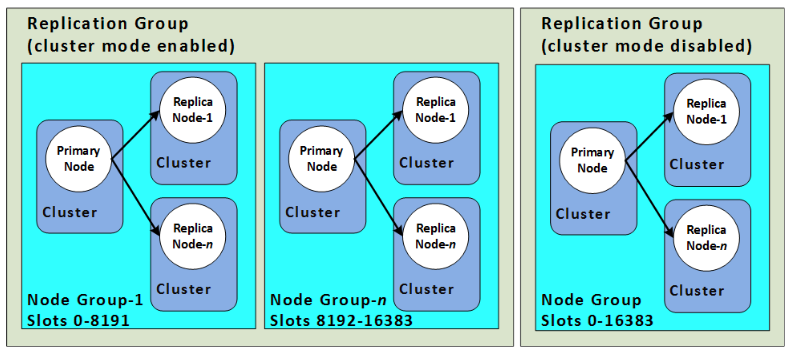 Replication Group
(cluster mode enabled)
Primary
Node
Cluster
Replica
Node-1
Cluster
Replica
Node-n
Cluster
Node Group-1
Slots 0-8191
Primary
Node
Cluster
Replica
Node-1
Cluster
Replica
Node-n
Cluster
Node Group-n
Slots 8192-16383
Replication Group
(cluster mode disabled)
Primary
Node
Cluster
Replica
Node-1
Cluster
Replica
Node-n
Cluster
Node Group
Slots 0-16383